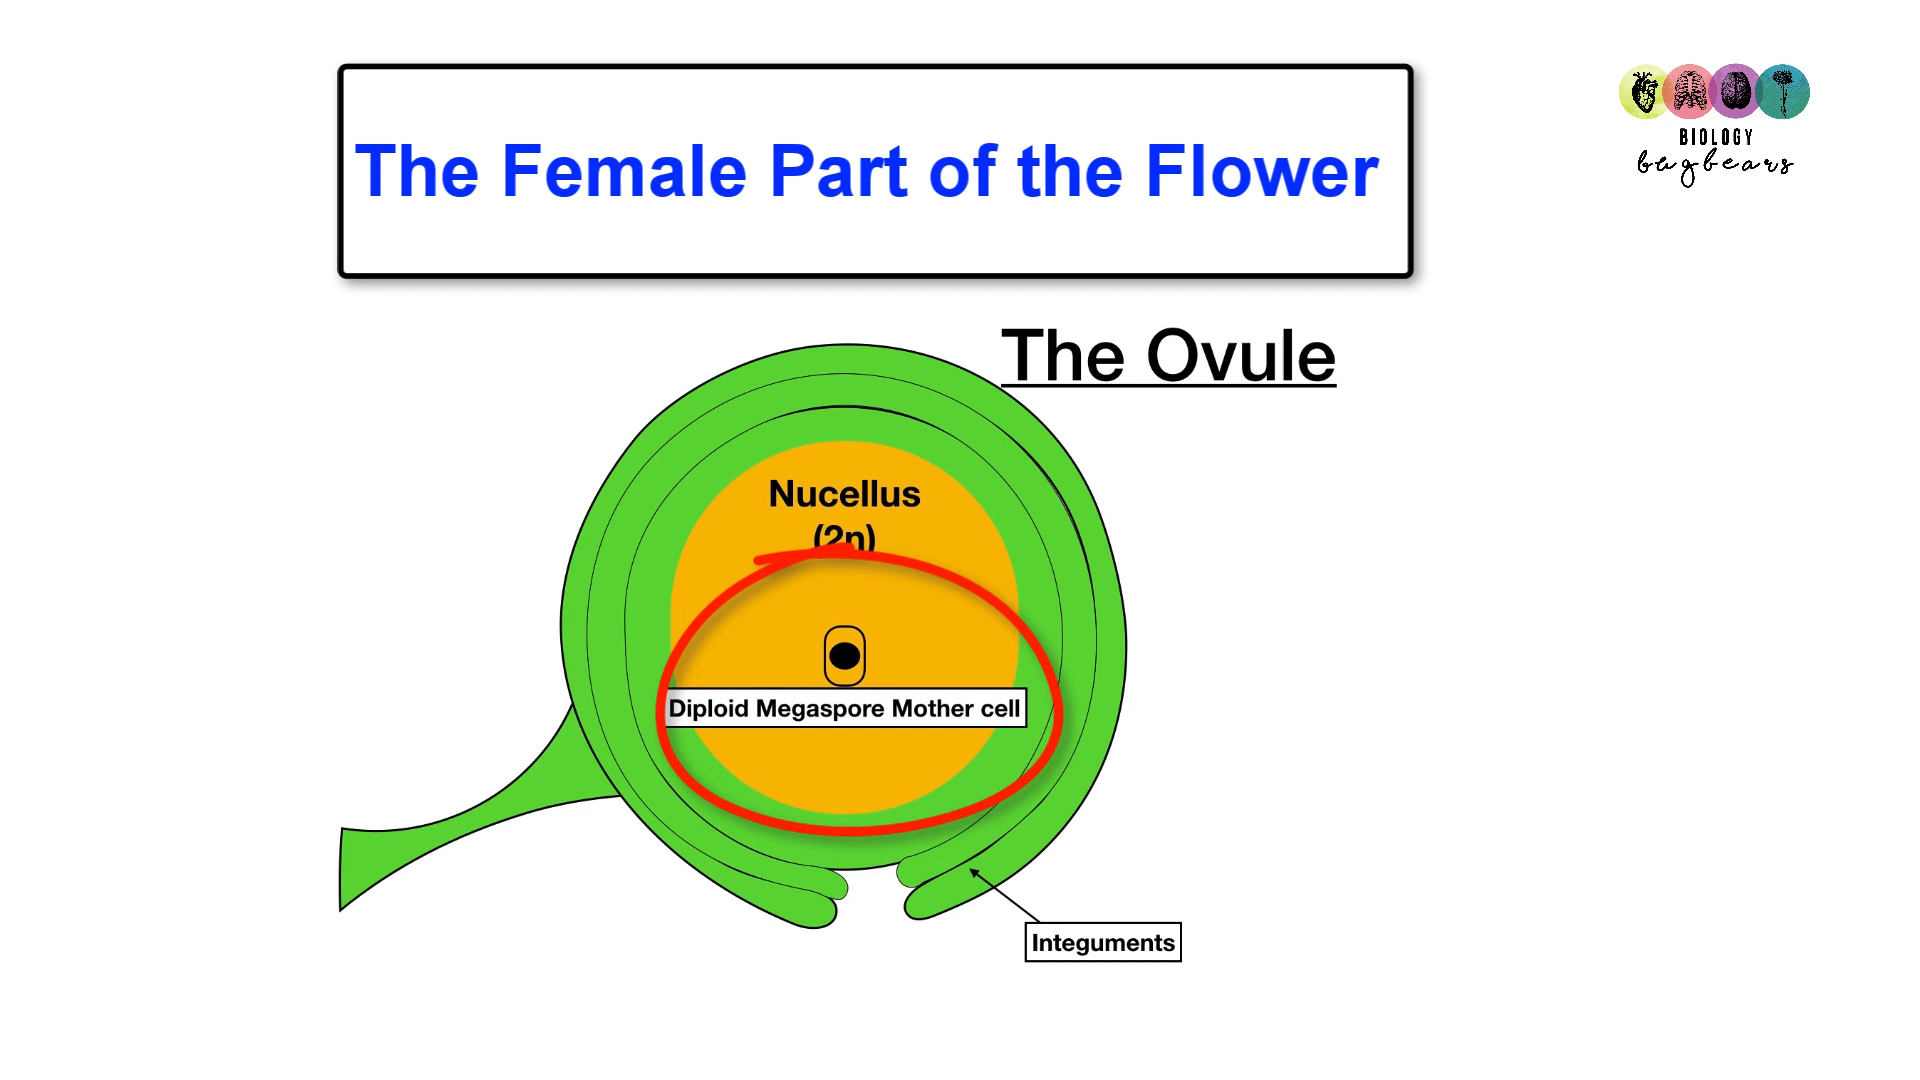 The Female Part of the Flower
BIOLOGY
bugbears
The Ovule
Nucellus
(2n)
Diploid Megaspore Mother cell
Integuments